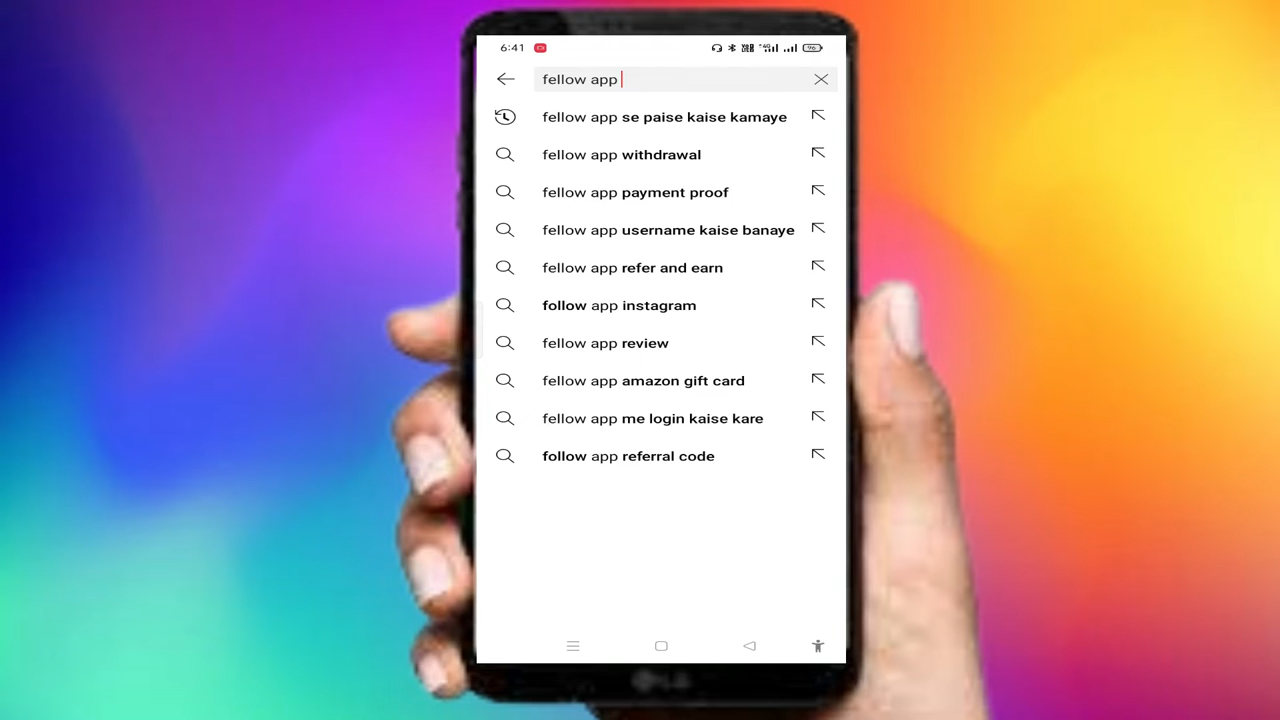 6:41
96
fellow app
fellow app se paise kaise kamaye
fellow app withdrawal
fellow app payment proof
fellow app username kaise banaye
fellow app refer and earn
follow app instagram
fellow app review
fellow app amazon gift card
fellow app me login kaise kare
follow app referral code
LG